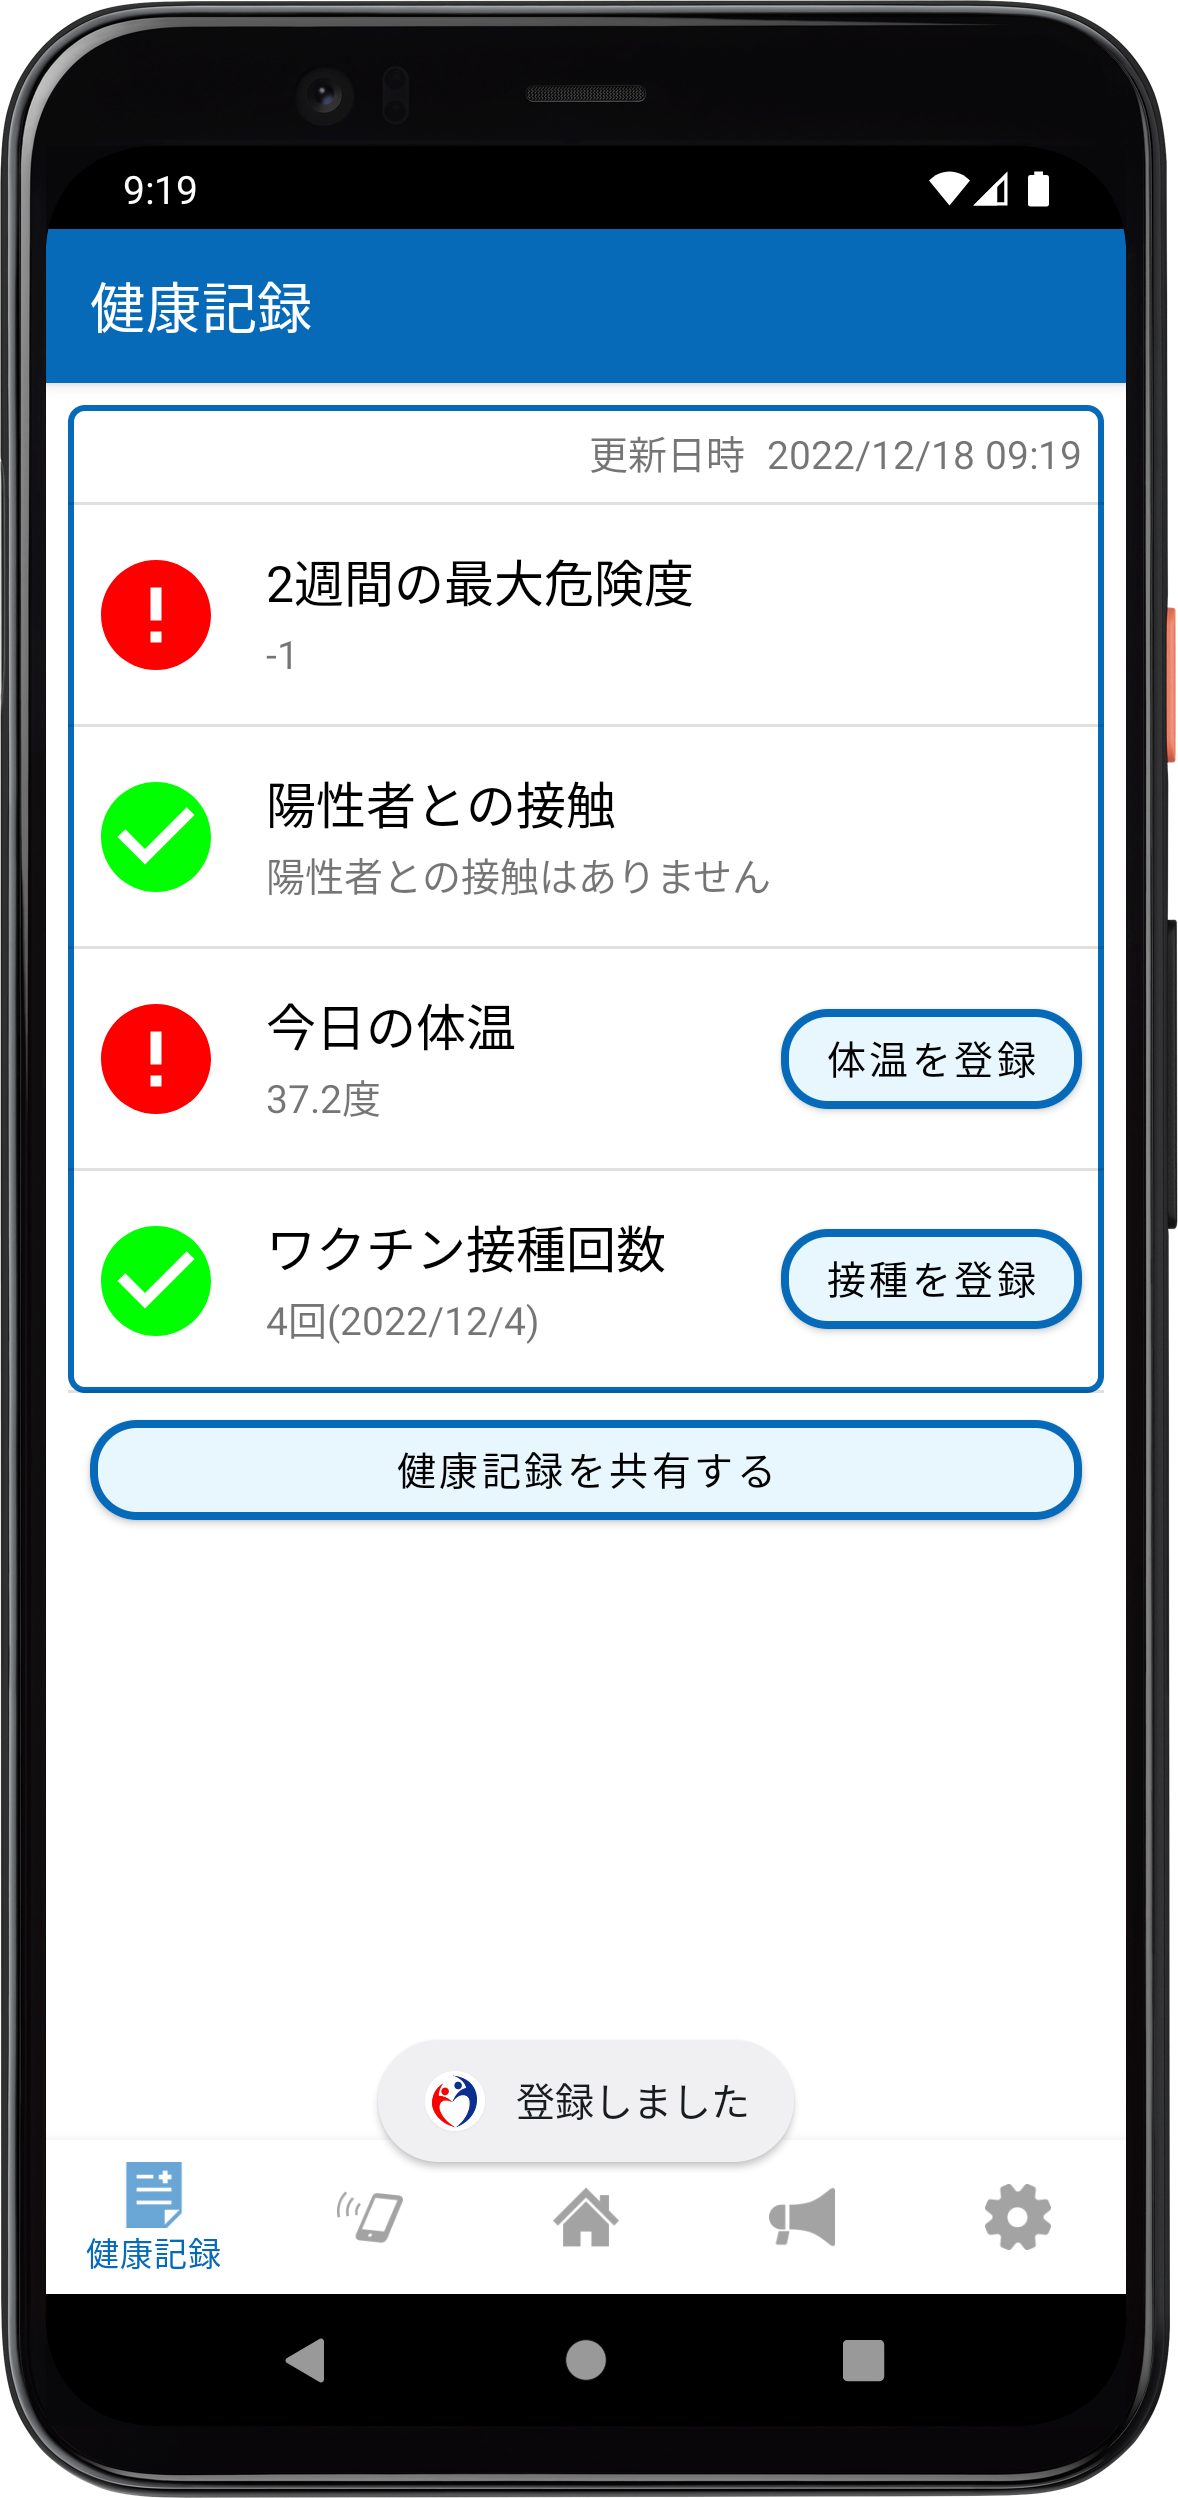 9:19
健康記録
更新日時 2022/12/18 09:19
2週間の最大危険度
-1
陽性者との接触
陽性者との接触はありません
今日の体温
37.2度
体温を登録
ワクチン接種回数
4回(2022/12/4)
接種を登録
健康記録を共有する
登録しました
健康記録